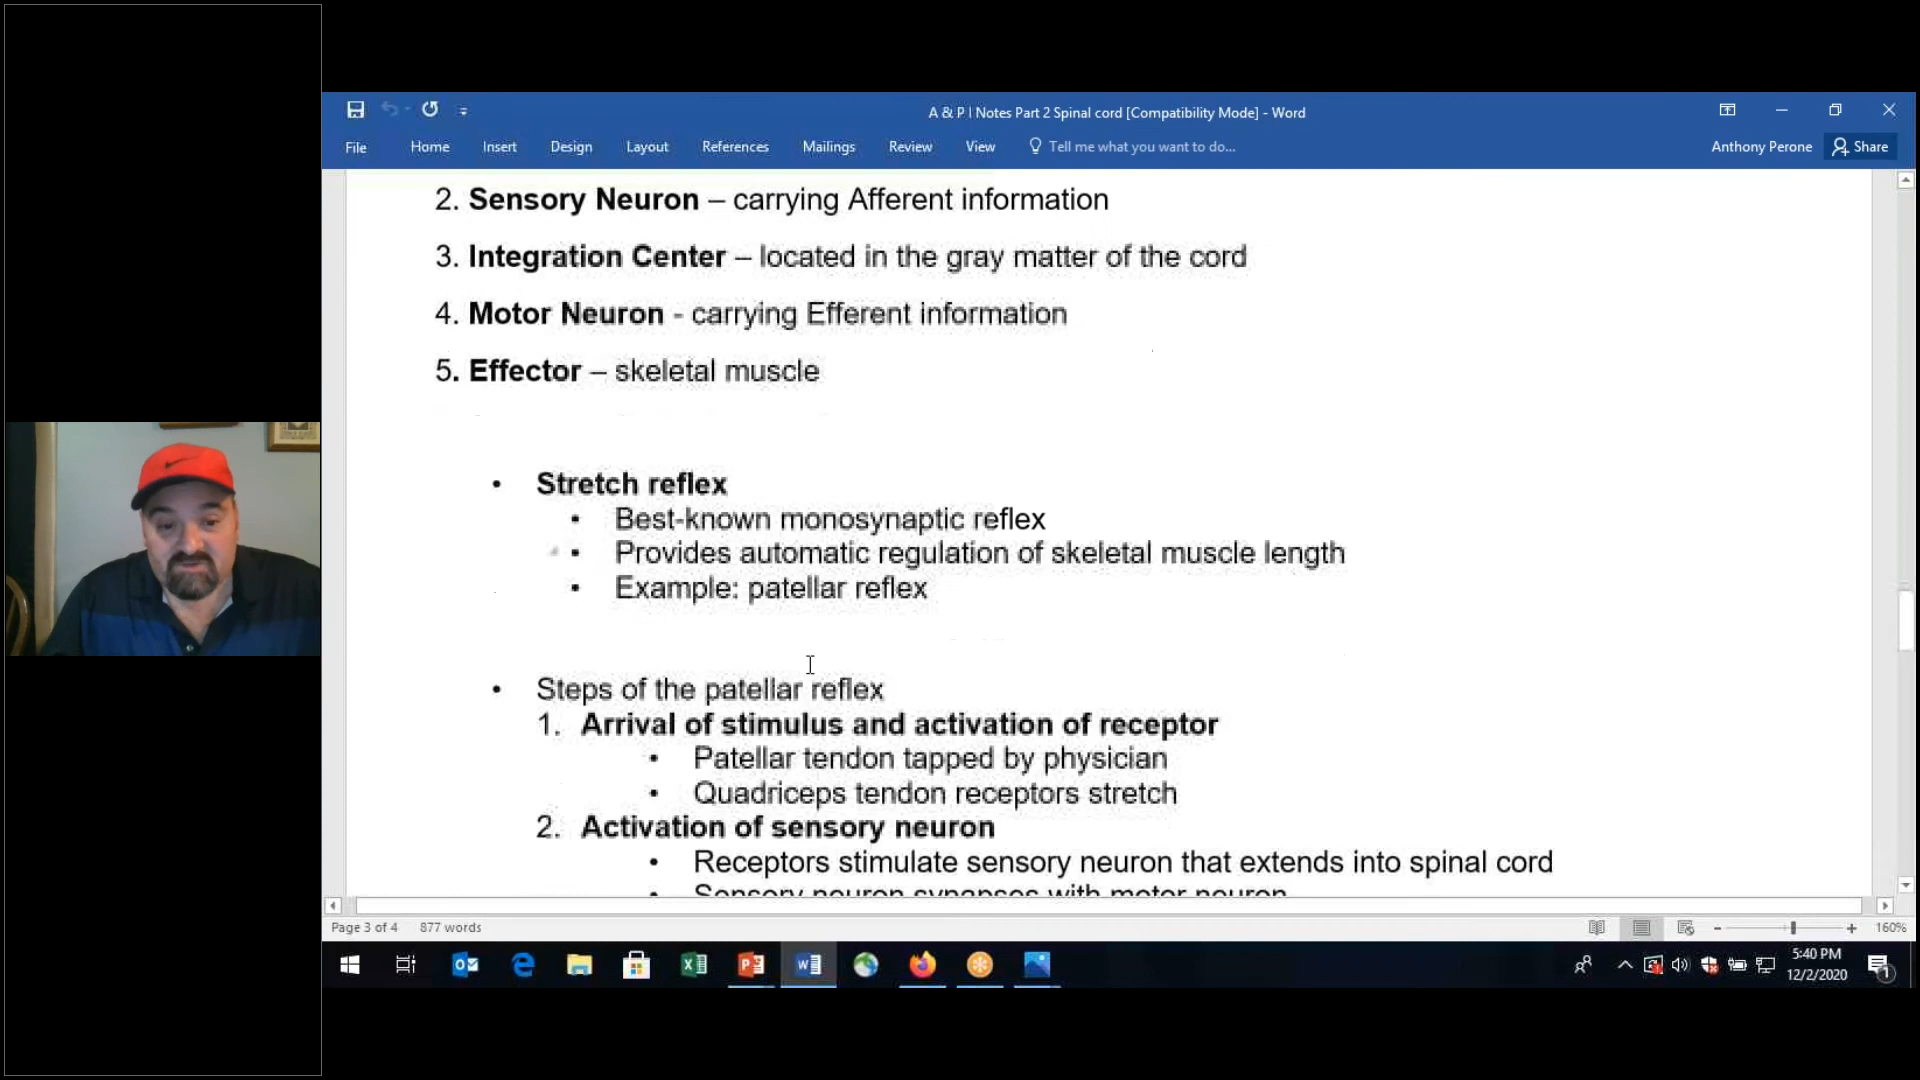 A & P I Notes Part 2 Spinal cord [Compatibility Mode] - Word
File Home Insert Design Layout References Mailings Review View Tell me what you want to do... Anthony Perone Share
2. Sensory Neuron – carrying Afferent information
3. Integration Center – located in the gray matter of the cord
4. Motor Neuron - carrying Efferent information
5. Effector – skeletal muscle
• Stretch reflex
• Best-known monosynaptic reflex
• Provides automatic regulation of skeletal muscle length
• Example: patellar reflex
• Steps of the patellar reflex
1. Arrival of stimulus and activation of receptor
• Patellar tendon tapped by physician
• Quadriceps tendon receptors stretch
2. Activation of sensory neuron
• Receptors stimulate sensory neuron that extends into spinal cord
• Sensory neuron synapses with motor neuron
Page 3 of 4 877 words 160%
5:40 PM
12/2/2020